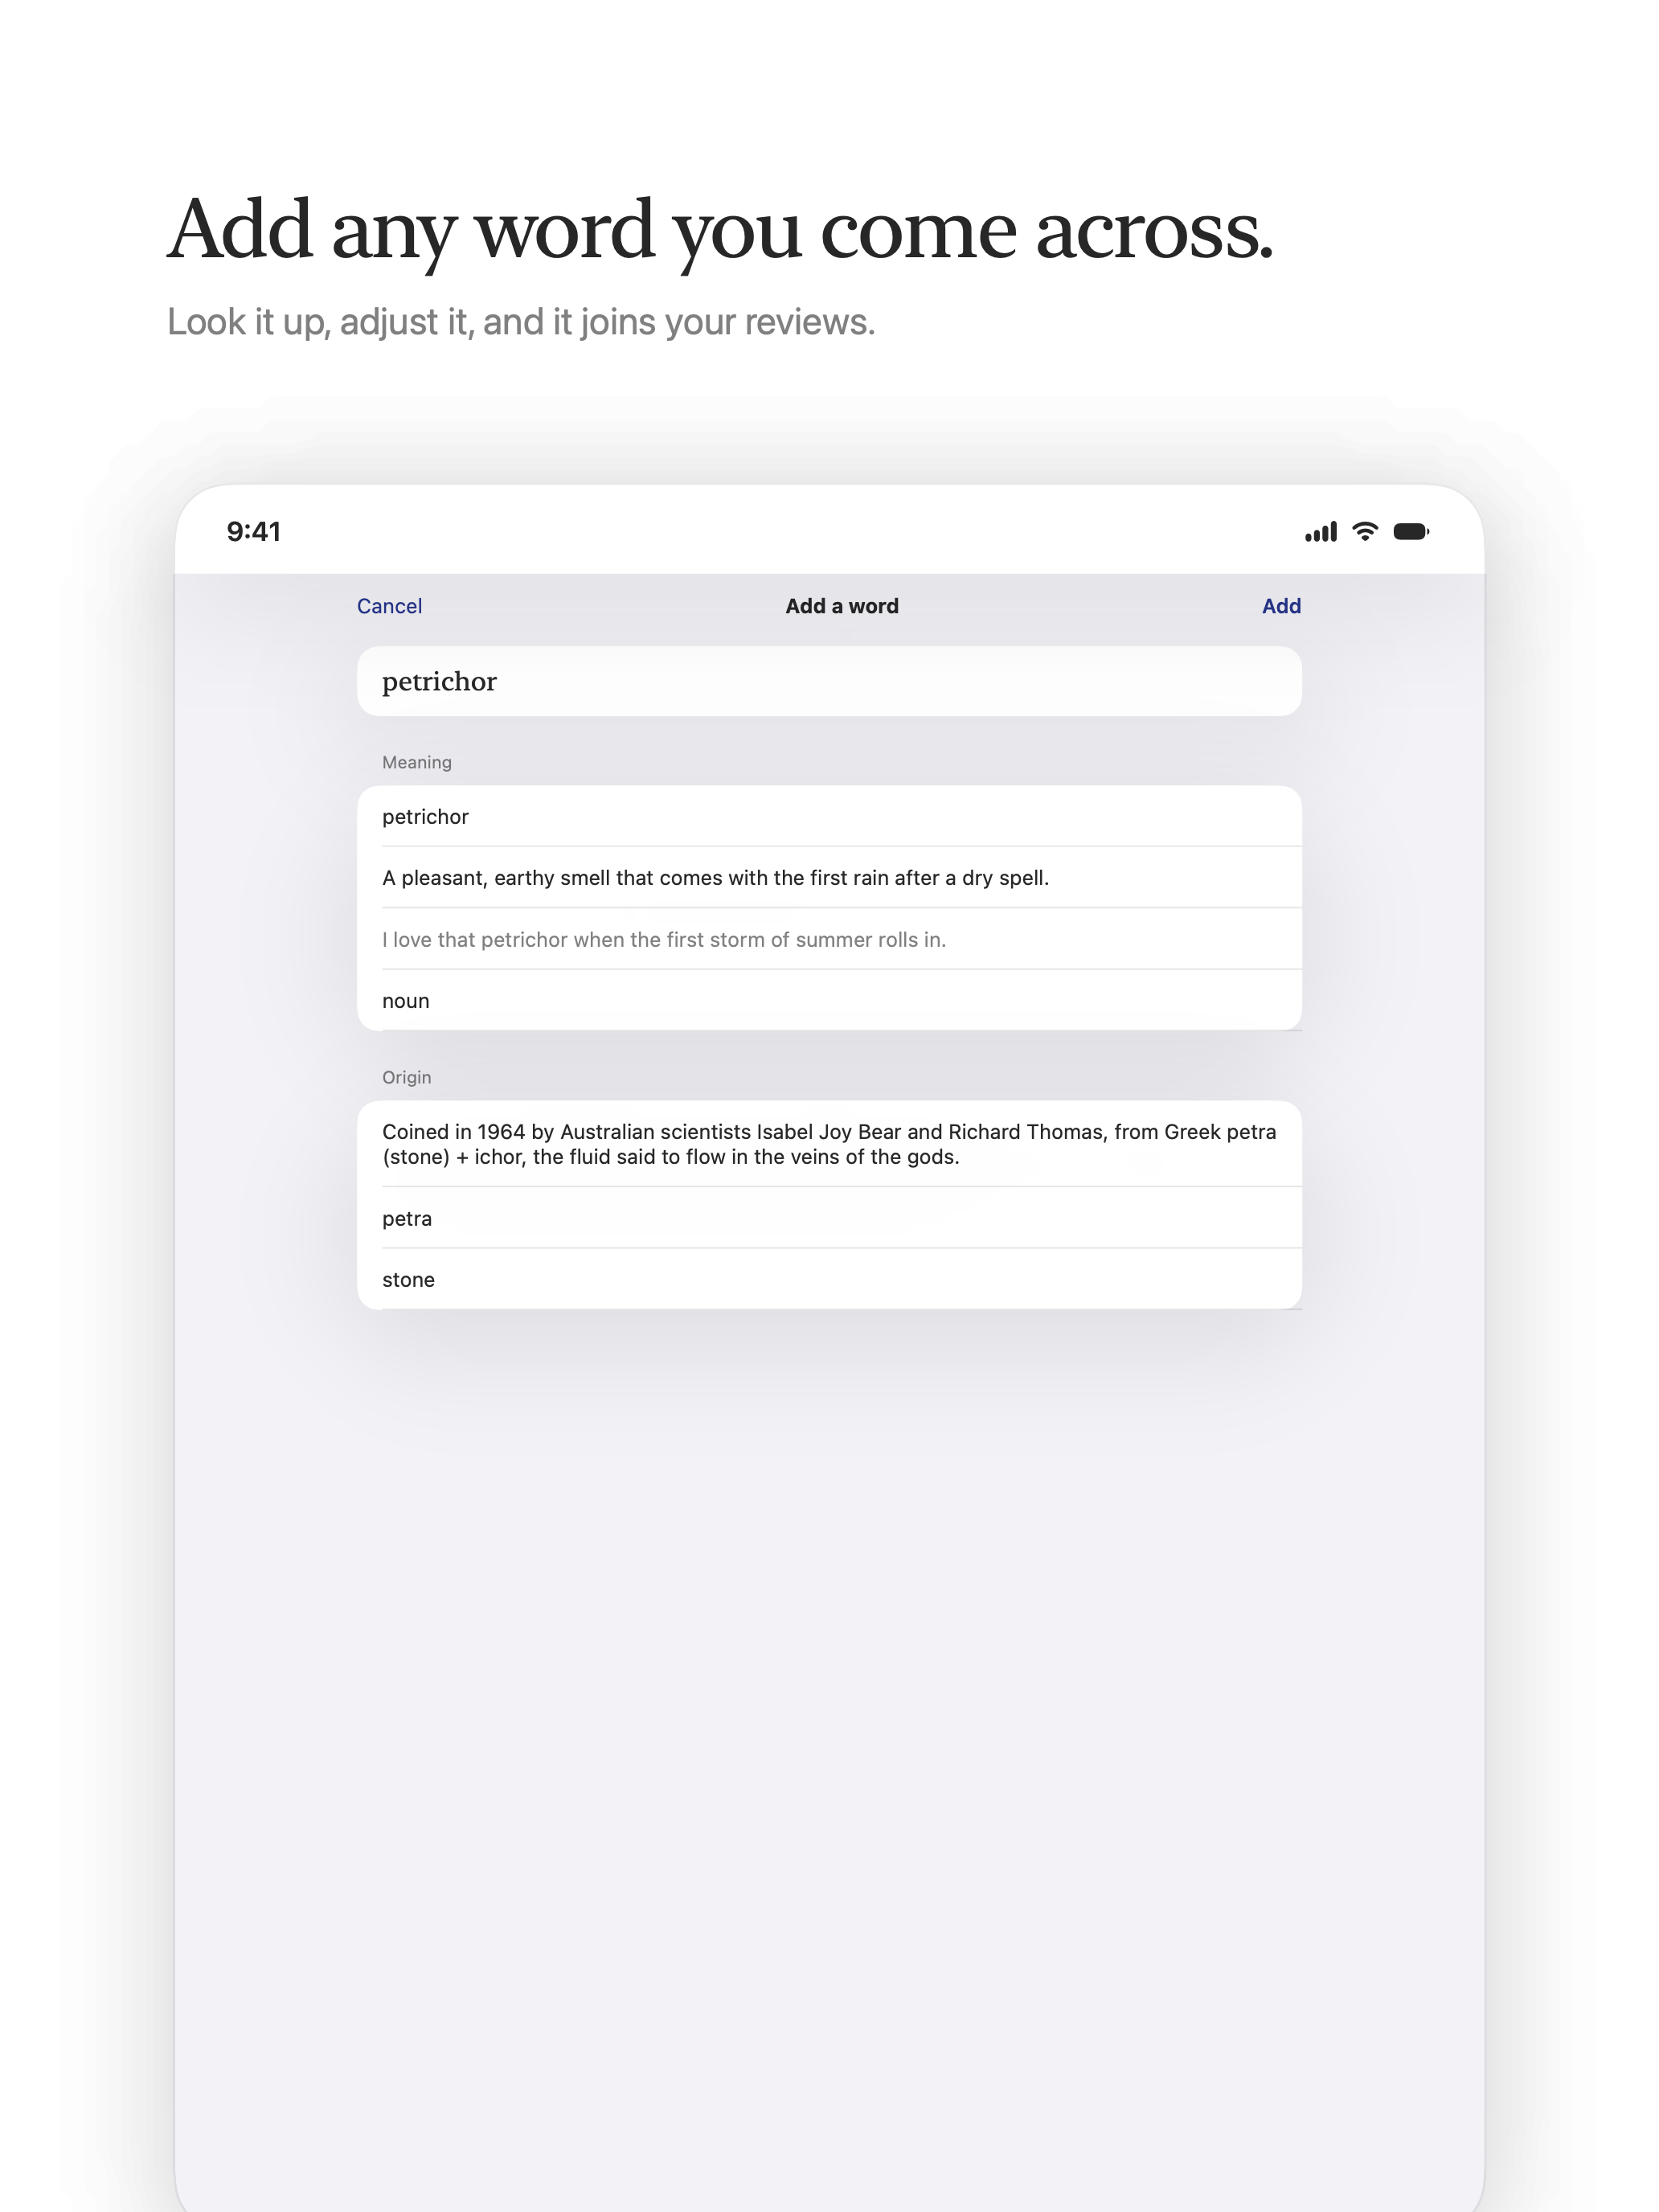 Add any word you come across.
Look it up, adjust it, and it joins your reviews.
9:41
Cancel
Add a word
Add
petrichor
Meaning
petrichor
A pleasant, earthy smell that comes with the first rain after a dry spell.
I love that petrichor when the first storm of summer rolls in.
noun
Origin
Coined in 1964 by Australian scientists Isabel Joy Bear and Richard Thomas, from Greek petra
(stone) + ichor, the fluid said to flow in the veins of the gods.
petra
stone